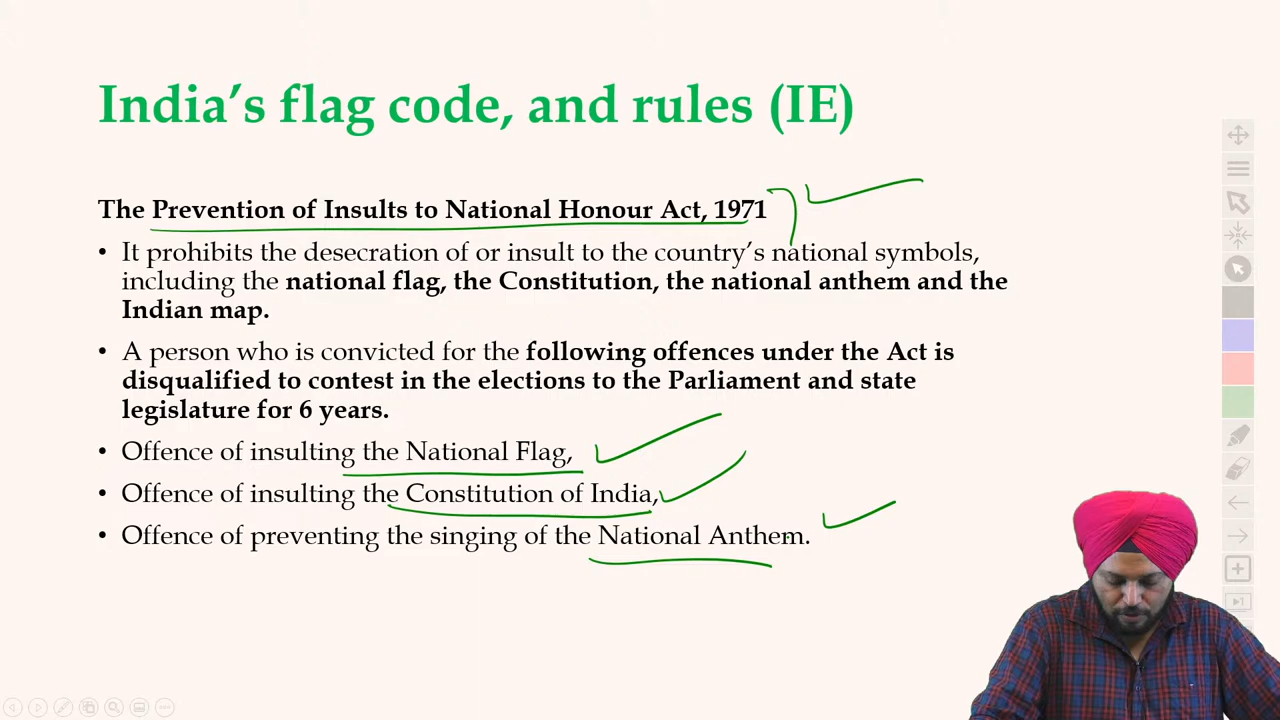 India’s flag code, and rules (IE)
The Prevention of Insults to National Honour Act, 1971
• It prohibits the desecration of or insult to the country’s national symbols,
including the national flag, the Constitution, the national anthem and the
Indian map.
• A person who is convicted for the following offences under the Act is
disqualified to contest in the elections to the Parliament and state
legislature for 6 years.
• Offence of insulting the National Flag,
• Offence of insulting the Constitution of India,
• Offence of preventing the singing of the National Anthem.